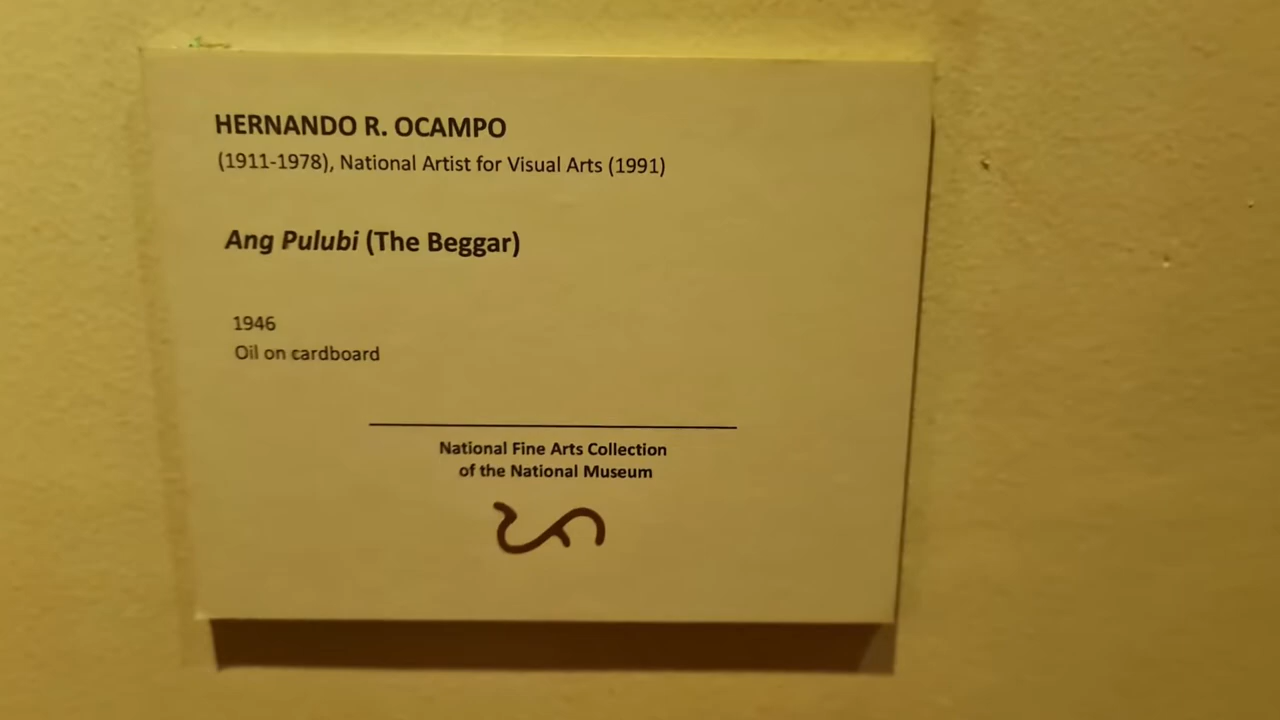 HERNANDO R. OCAMPO
(1911-1978), National Artist for Visual Arts (1991)
Ang Pulubi (The Beggar)
1946
Oil on cardboard
National Fine Arts Collection
of the National Museum